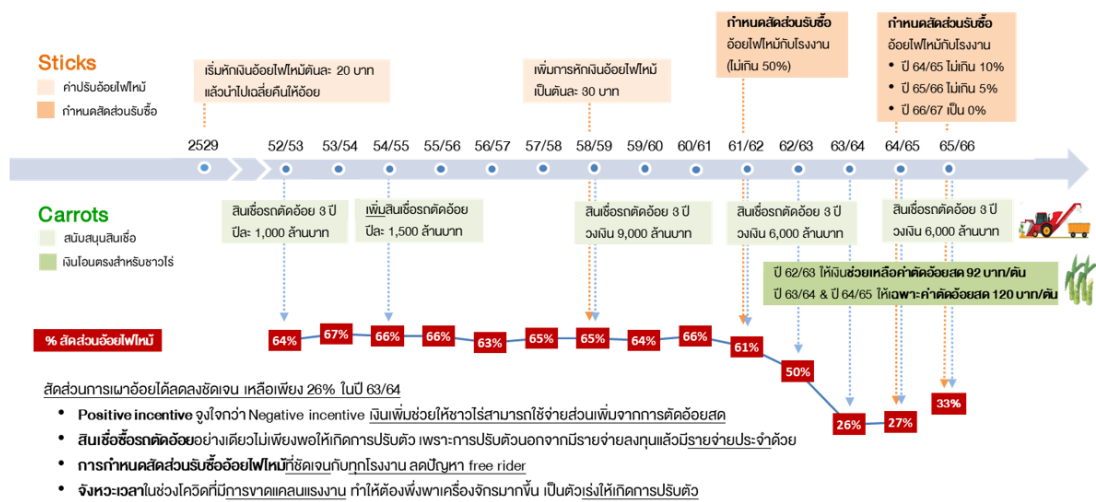 Sticks
ค่าปรับอ้อยไฟไหม้
กำหนดสัดส่วนรับซื้อ
เริ่มหักเงินอ้อยไฟไหม้ตันละ 20 บาท
แล้วนำไปเฉลี่ยคืนให้อ้อย
เพิ่มการหักเงินอ้อยไฟไหม้
เป็นตันละ 30 บาท
กำหนดสัดส่วนรับซื้อ
อ้อยไฟไหม้กับโรงงาน
(ไม่เกิน 50%)
กำหนดสัดส่วนรับซื้อ
อ้อยไฟไหม้กับโรงงาน
• ปี 64/65 ไม่เกิน 10%
• ปี 65/66 ไม่เกิน 5%
• ปี 66/67 เป็น 0%
2529 52/53 53/54 54/55 55/56 56/57 57/58 58/59 59/60 60/61 61/62 62/63 63/64 64/65 65/66
Carrots
สนับสนุนสินเชื่อ
เงินโอนตรงสำหรับชาวไร่
สินเชื่อรถตัดอ้อย 3 ปี
ปีละ 1,000 ล้านบาท
เพิ่มสินเชื่อรถตัดอ้อย
ปีละ 1,500 ล้านบาท
สินเชื่อรถตัดอ้อย 3 ปี
วงเงิน 9,000 ล้านบาท
สินเชื่อรถตัดอ้อย 3 ปี
วงเงิน 6,000 ล้านบาท
สินเชื่อรถตัดอ้อย 3 ปี
วงเงิน 6,000 ล้านบาท
ปี 62/63 ให้เงินช่วยเหลือค่าตัดอ้อยสด 92 บาท/ตัน
ปี 63/64 & ปี 64/65 ให้เฉพาะค่าตัดอ้อยสด 120 บาท/ตัน
% สัดส่วนอ้อยไฟไหม้
64% 67% 66% 66% 63% 65% 65% 64% 66% 61% 50% 26% 27% 33%
สัดส่วนการเผาอ้อยได้ลดลงชัดเจน เหลือเพียง 26% ในปี 63/64
• Positive incentive จูงใจกว่า Negative incentive เงินเพิ่มช่วยให้ชาวไร่สามารถใช้จ่ายส่วนเพิ่มจากการตัดอ้อยสด
• สินเชื่อซื้อรถตัดอ้อยอย่างเดียวไม่เพียงพอให้เกิดการปรับตัว เพราะการปรับตัวนอกจากมีรายจ่ายลงทุนแล้วมีรายจ่ายประจำด้วย
• การกำหนดสัดส่วนรับซื้ออ้อยไฟไหม้ที่ชัดเจนกับทุกโรงงาน ลดปัญหา free rider
• จังหวะเวลาในช่วงโควิดที่มีการขาดแคลนแรงงาน ทำให้ต้องพึ่งพาเครื่องจักรมากขึ้น เป็นตัวเร่งให้เกิดการปรับตัว